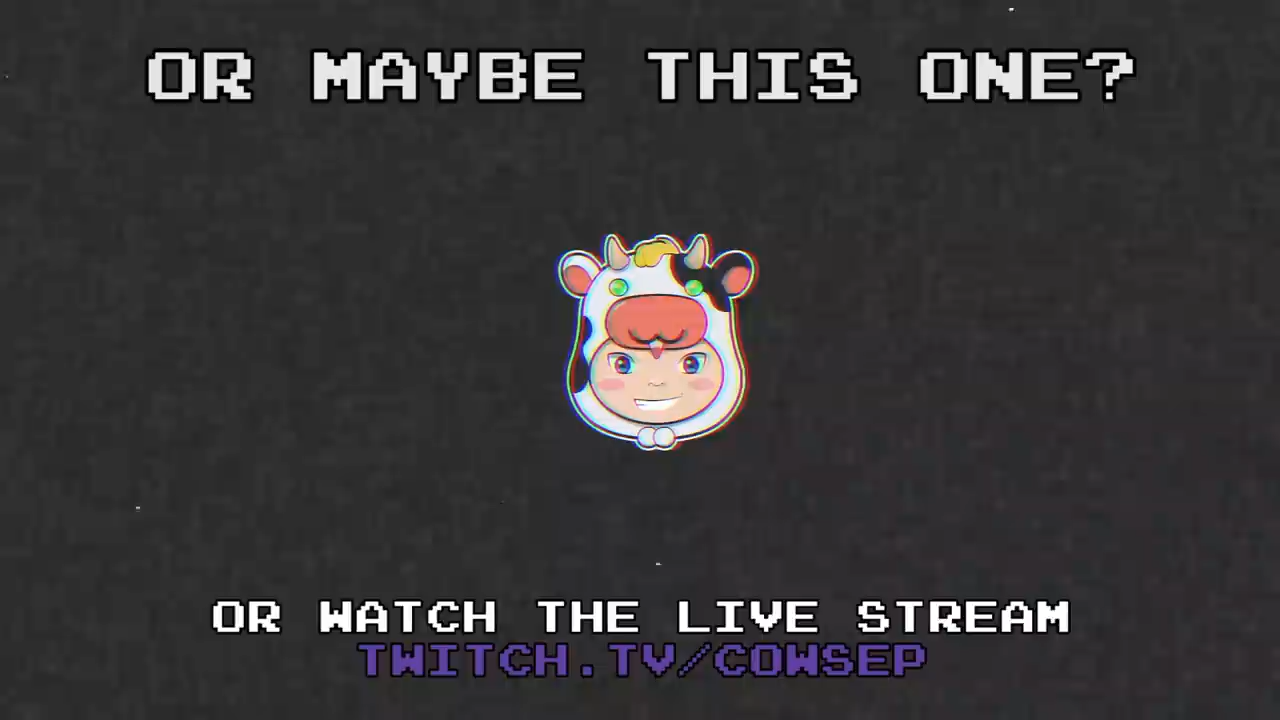 OR MAYBE THIS ONE?
OR WATCH THE LIVE STREAM
TWITCH.TV/COWSEP